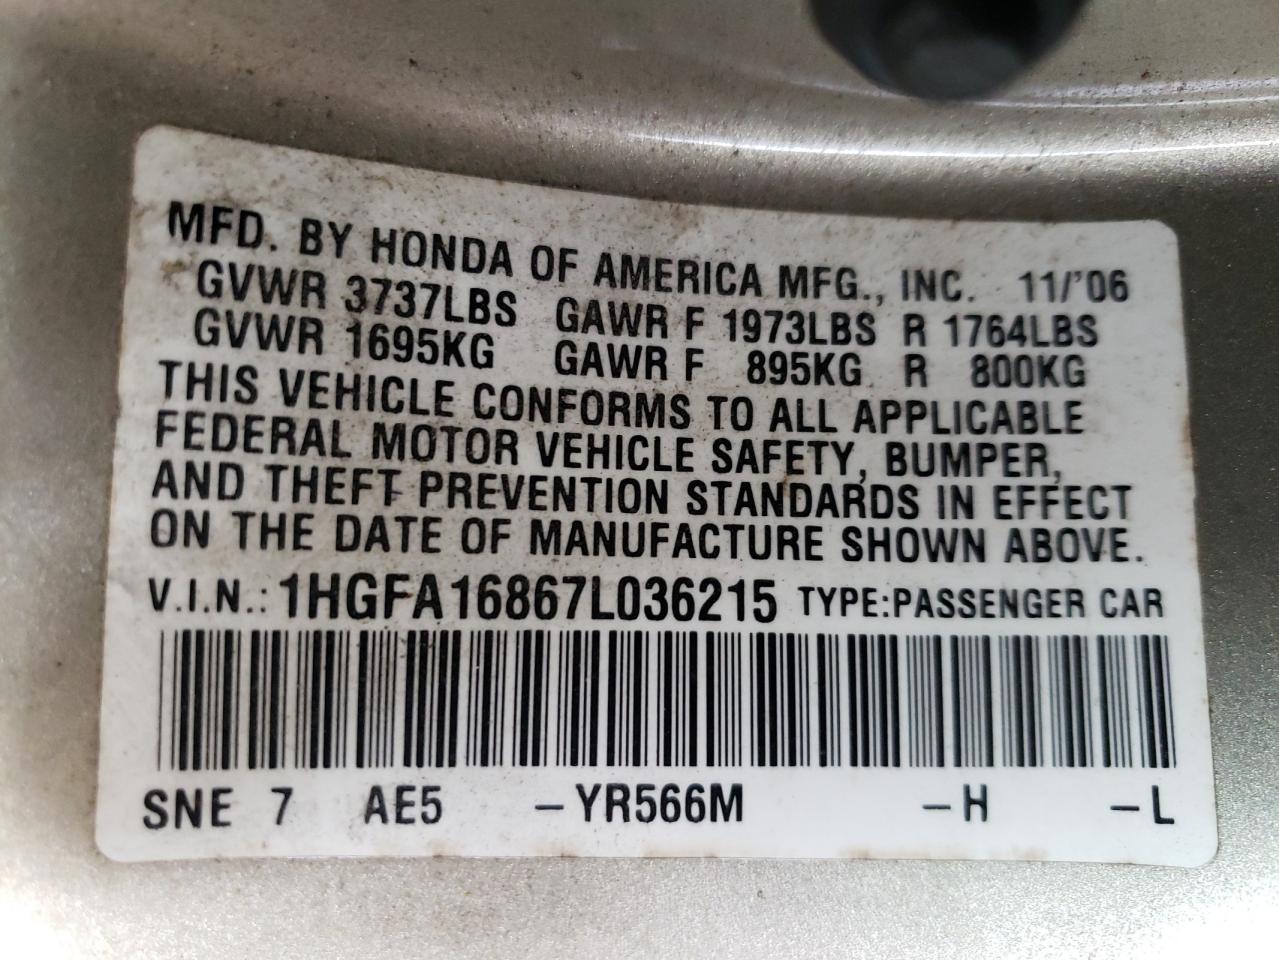 MFD. BY HONDA OF AMERICA MFG., INC. 11/'06
GVWR 3737LBS GAWR F 1973LBS R 1764LBS
GVWR 1695KG GAWR F 895KG R 800KG
THIS VEHICLE CONFORMS TO ALL APPLICABLE
FEDERAL MOTOR VEHICLE SAFETY, BUMPER,
AND THEFT PREVENTION STANDARDS IN EFFECT
ON THE DATE OF MANUFACTURE SHOWN ABOVE.
V.I.N.: 1HGFA16867L036215 TYPE:PASSENGER CAR
SNE 7 AE5 –YR566M –H –L